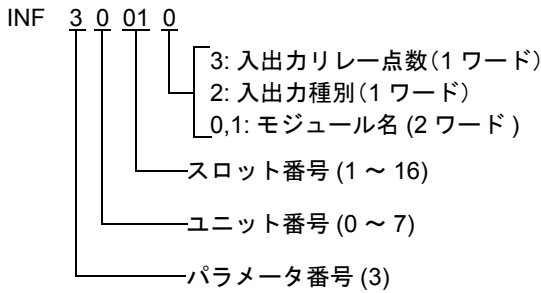 INF 3 0 01 0
3: 入出力リレー点数(1 ワード)
2: 入出力種別(1 ワード)
0,1: モジュール名 (2 ワード )
スロット番号 (1 ~ 16)
ユニット番号 (0 ~ 7)
パラメータ番号 (3)